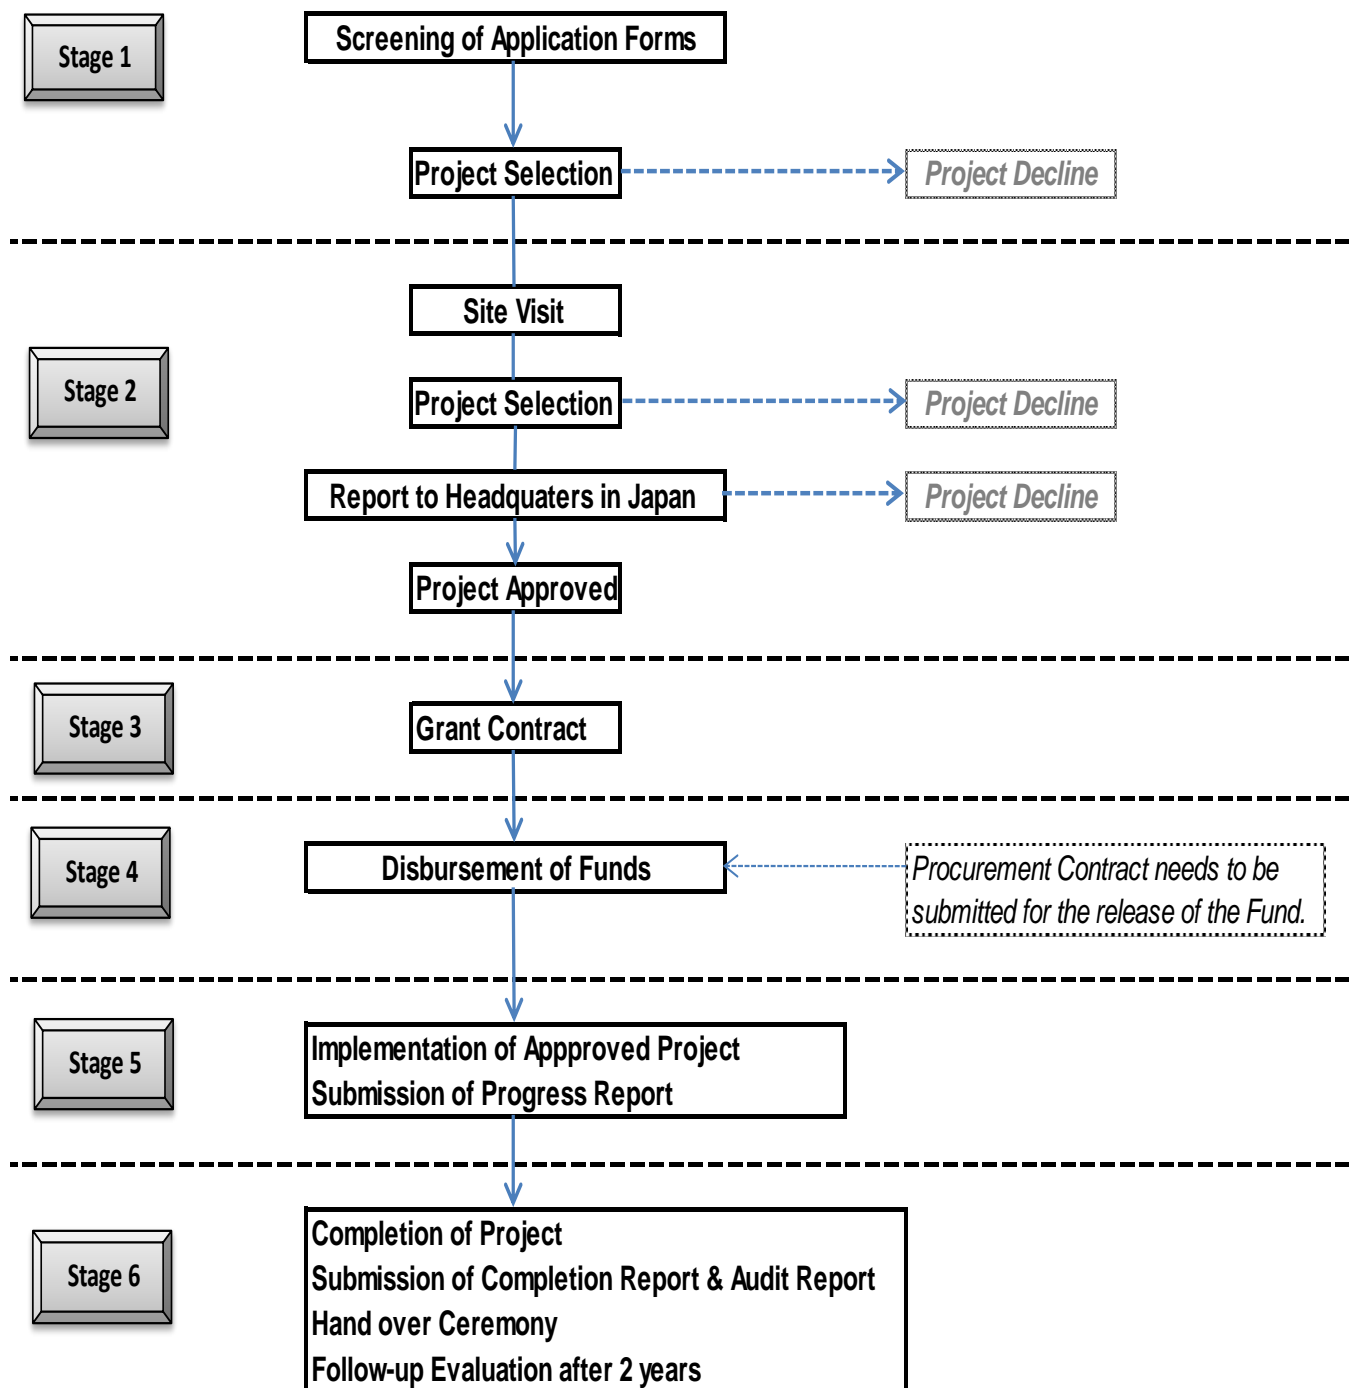 Stage 1
Screening of Application Forms
Project Selection
Project Decline
Site Visit
Stage 2
Project Selection
Project Decline
Report to Headquaters in Japan
Project Decline
Project Approved
Stage 3
Grant Contract
Stage 4
Disbursement of Funds
Procurement Contract needs to be
submitted for the release of the Fund.
Stage 5
Implementation of Appproved Project
Submission of Progress Report
Stage 6
Completion of Project
Submission of Completion Report & Audit Report
Hand over Ceremony
Follow-up Evaluation after 2 years